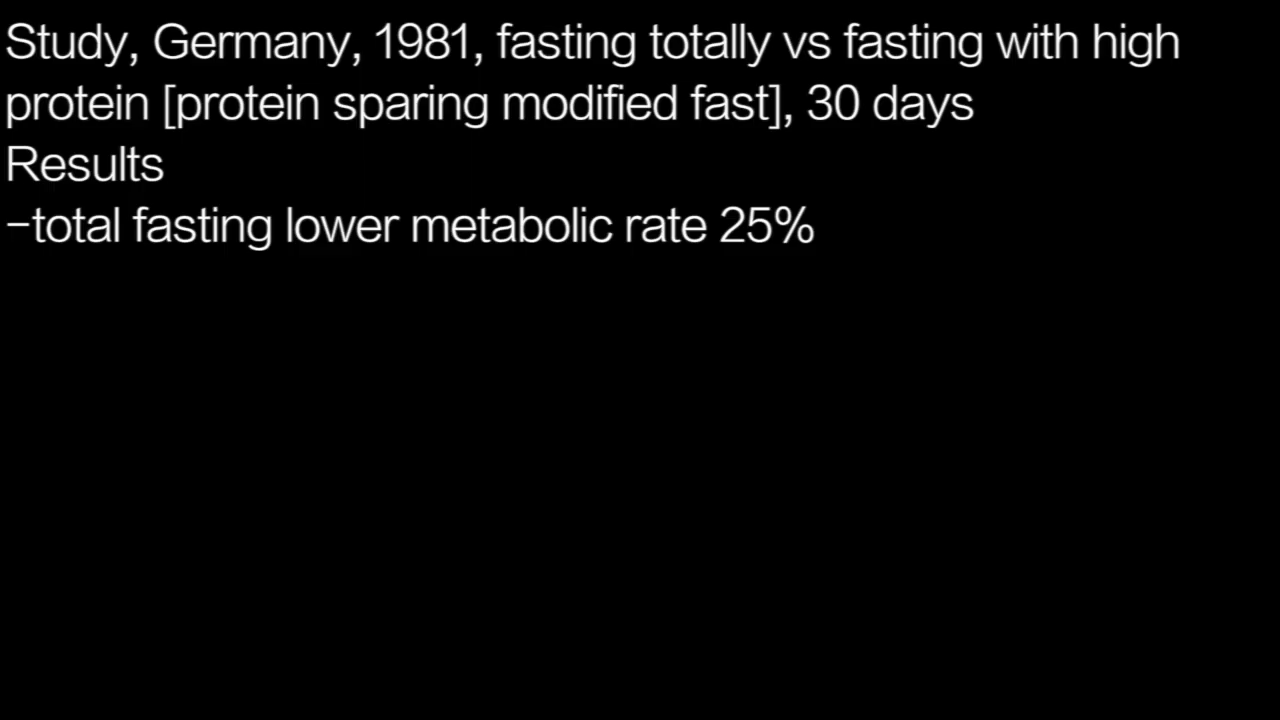 Study, Germany, 1981, fasting totally vs fasting with high
protein [protein sparing modified fast], 30 days
Results
-total fasting lower metabolic rate 25%